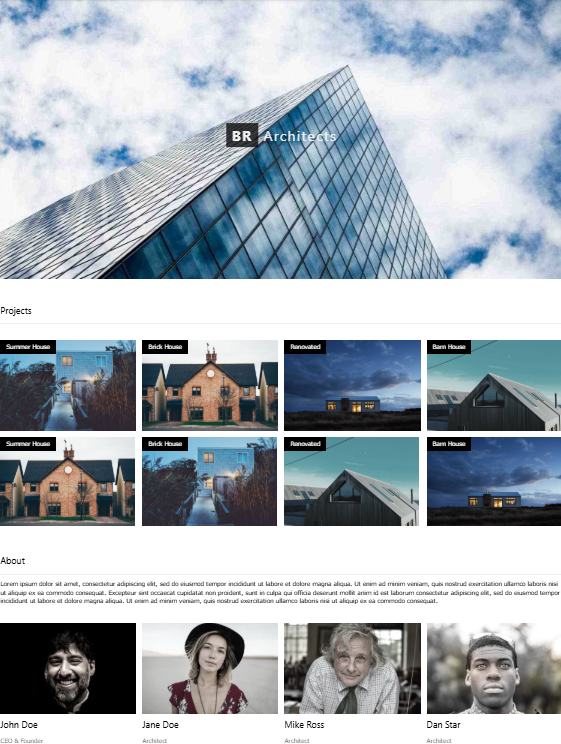 BR Architects
Projects
Summer House
Brick House
Renovated
Barn House
Summer House
Brick House
Renovated
Barn House
About
Lorem ipsum dolor sit amet, consectetur adipiscing elit, sed do eiusmod tempor incididunt ut labore et dolore magna aliqua. Ut enim ad minim veniam, quis nostrud exercitation ullamco laboris nisi
ut aliquip ex ea commodo consequat. Excepteur sint occaecat cupidatat non proident, sunt in culpa qui officia deserunt mollit anim id est laborum consectetur adipiscing elit, sed do eiusmod tempor
incididunt ut labore et dolore magna aliqua. Ut enim ad minim veniam, quis nostrud exercitation ullamco laboris nisi ut aliquip ex ea commodo consequat.
John Doe
CEO & Founder
Jane Doe
Architect
Mike Ross
Architect
Dan Star
Architect